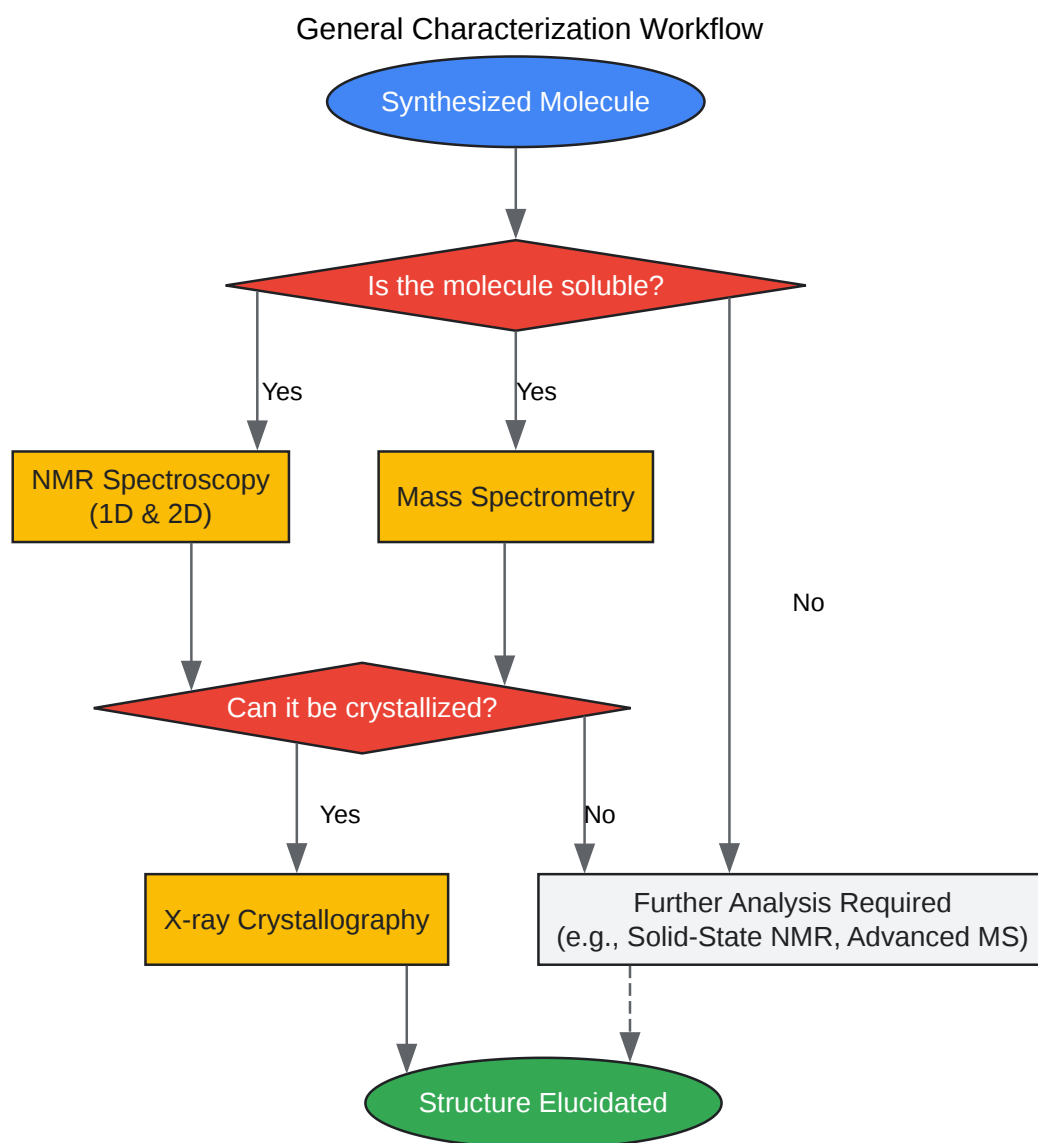 General Characterization Workflow
Synthesized Molecule
Is the molecule soluble?
Yes
Yes
NMR Spectroscopy
(1D & 2D)
Mass Spectrometry
No
Can it be crystallized?
Yes
No
X-ray Crystallography
Further Analysis Required
(e.g., Solid-State NMR, Advanced MS)
Structure Elucidated